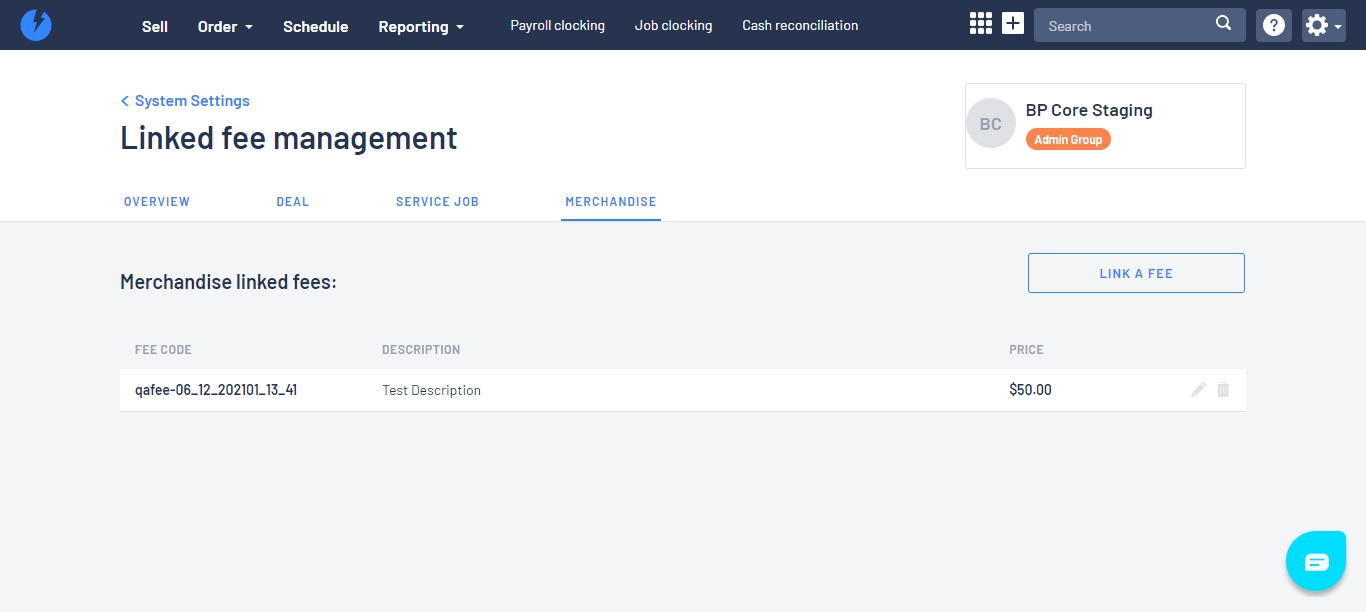 Sell Order Schedule Reporting Payroll clocking Job clocking Cash reconciliation Search
System Settings
Linked fee management
BC BP Core Staging
Admin Group
OVERVIEW DEAL SERVICE JOB MERCHANDISE
Merchandise linked fees:
LINK A FEE
FEE CODE DESCRIPTION PRICE
qafee-06_12_202101_13_41 Test Description $50.00